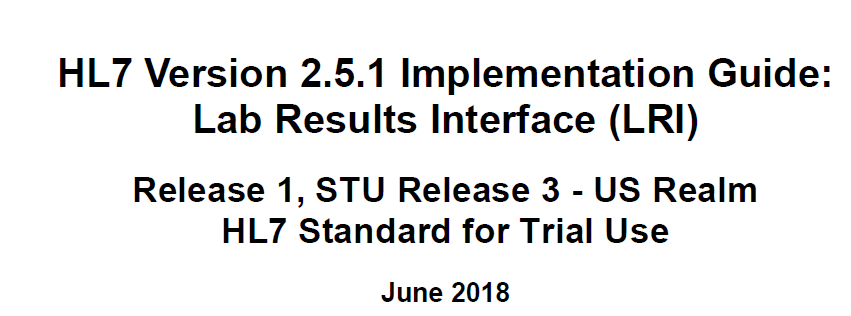 HL7 Version 2.5.1 Implementation Guide:
Lab Results Interface (LRI)
Release 1, STU Release 3 - US Realm
HL7 Standard for Trial Use
June 2018